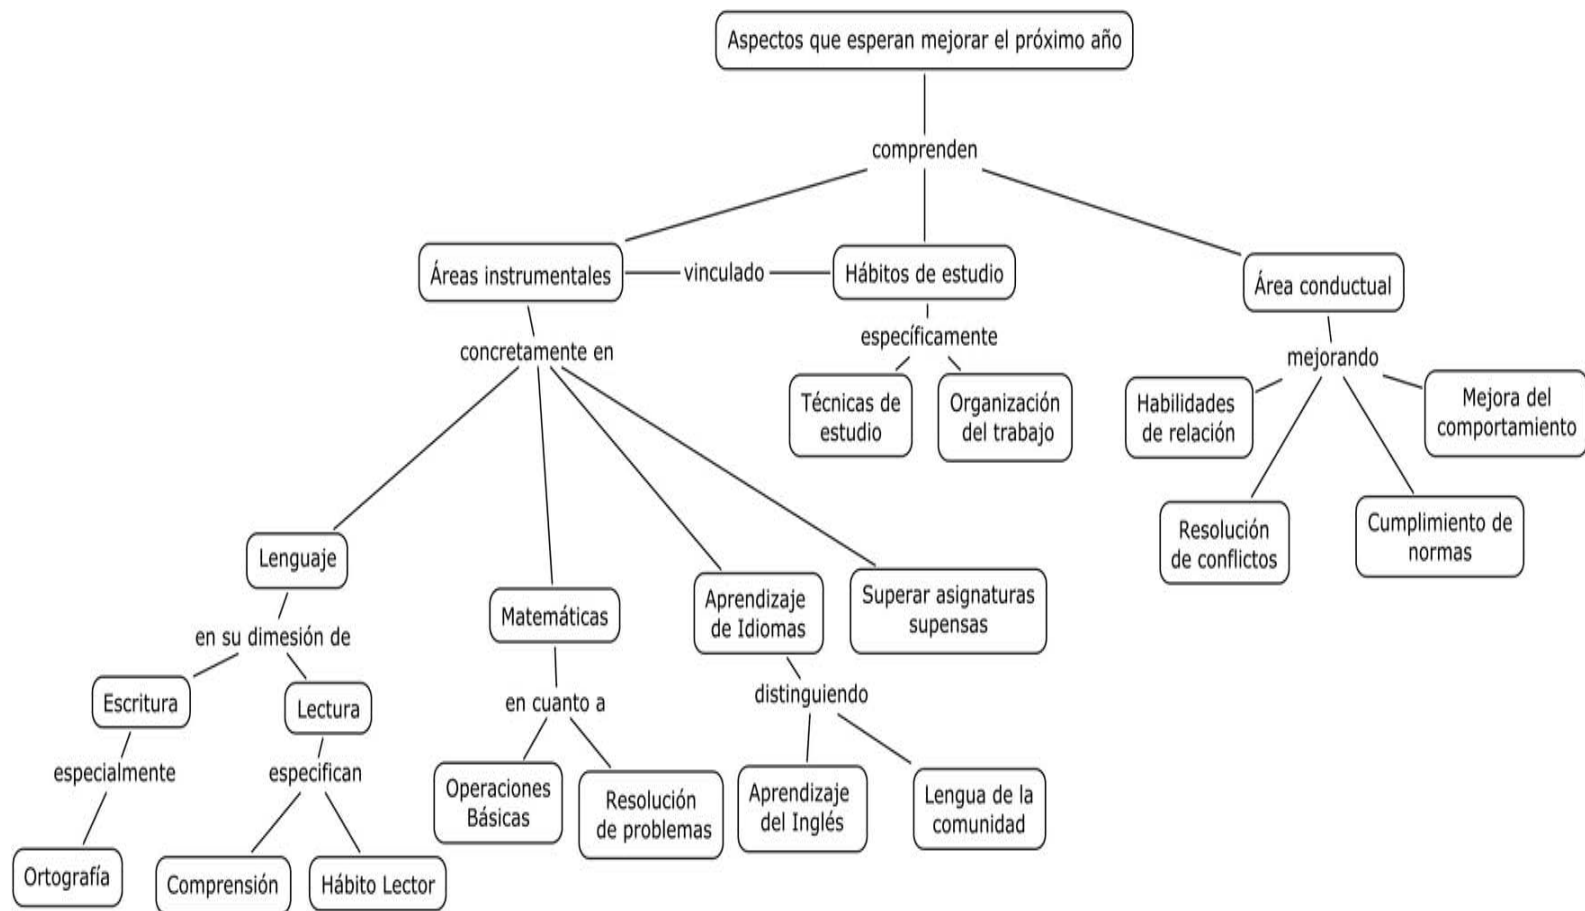 Aspectos que esperan mejorar el próximo año
comprenden
Áreas instrumentales
vinculado
Hábitos de estudio
Área conductual
concretamente en
específicamente
mejorando
Técnicas de
estudio
Organización
del trabajo
Habilidades
de relación
Mejora del
comportamiento
Resolución
de conflictos
Cumplimiento de
normas
Lenguaje
Matemáticas
Aprendizaje
de Idiomas
Superar asignaturas
supensas
en su dimesión de
Escritura
Lectura
en cuanto a
distinguiendo
especialmente
especifican
Operaciones
Básicas
Resolución
de problemas
Aprendizaje
del Inglés
Lengua de la
comunidad
Ortografía
Comprensión
Hábito Lector